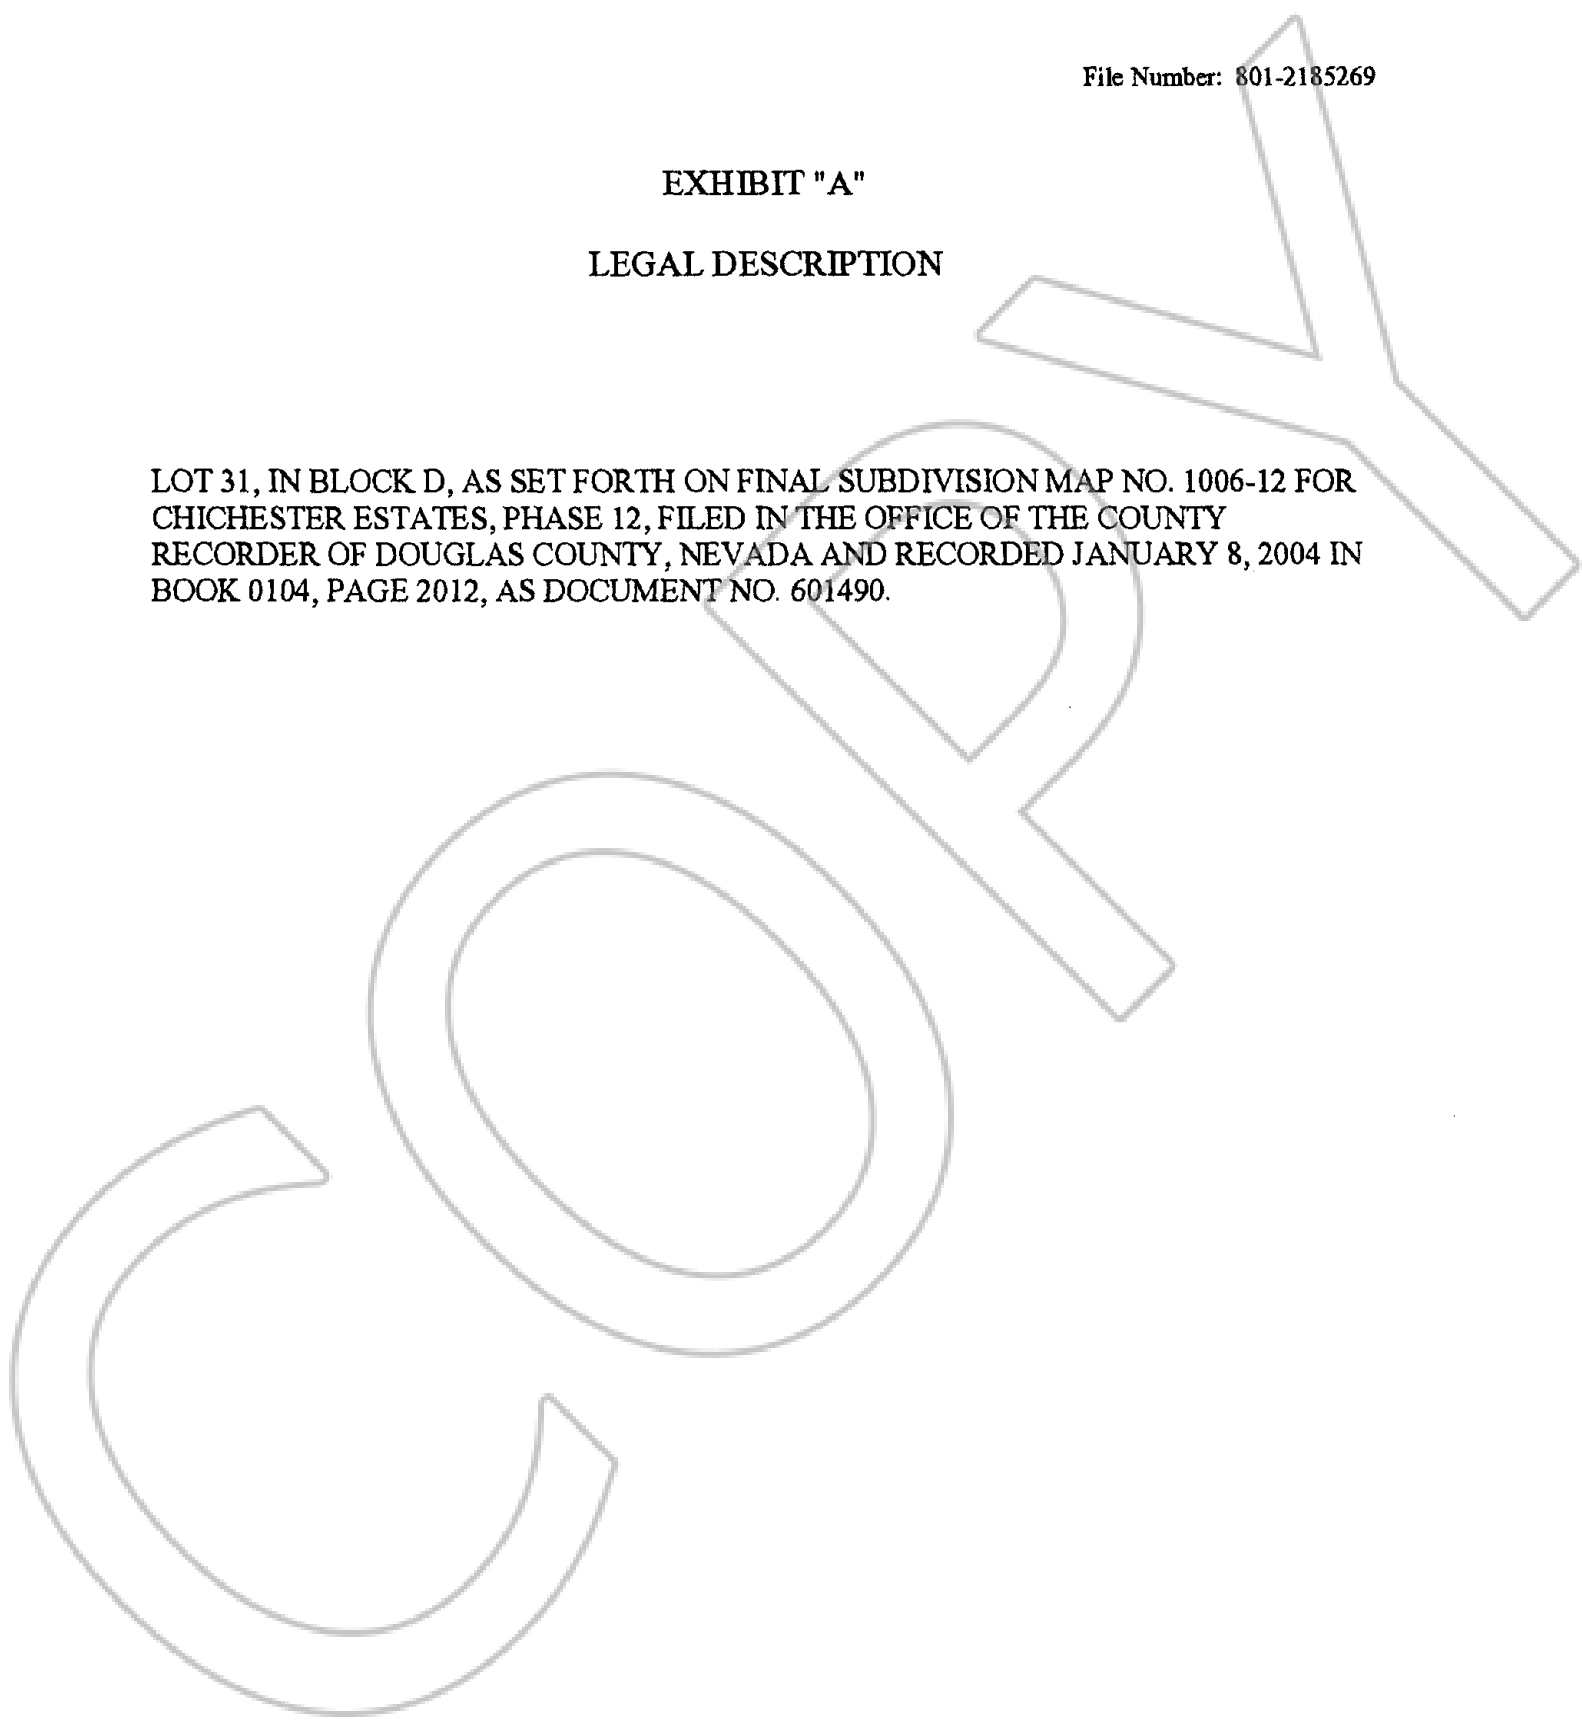 File Number: 801-2185269
EXHIBIT "A"
LEGAL DESCRIPTION
LOT 31, IN BLOCK D, AS SET FORTH ON FINAL SUBDIVISION MAP NO. 1006-12 FOR
CHICHESTER ESTATES, PHASE 12, FILED IN THE OFFICE OF THE COUNTY
RECORDER OF DOUGLAS COUNTY, NEVADA AND RECORDED JANUARY 8, 2004 IN
BOOK 0104, PAGE 2012, AS DOCUMENT NO. 601490.
COPY